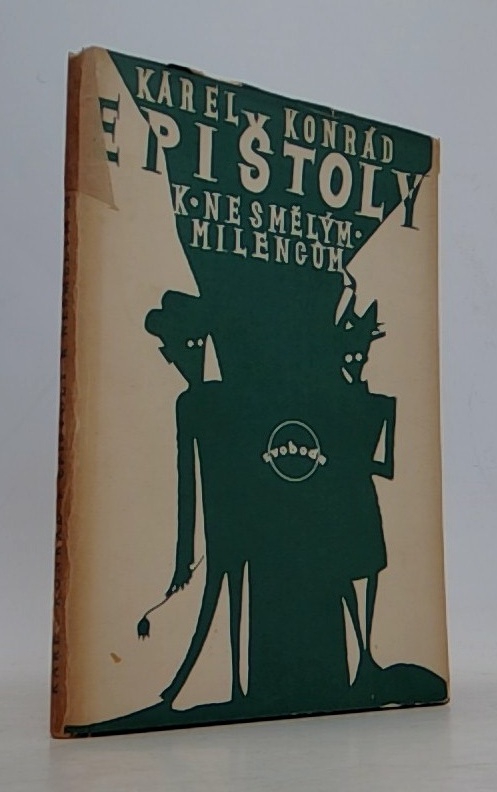 KAREL KONRÁD
EPIŠTOLY
K·NESMĚLÝM·
MILENCŮM
svoboda